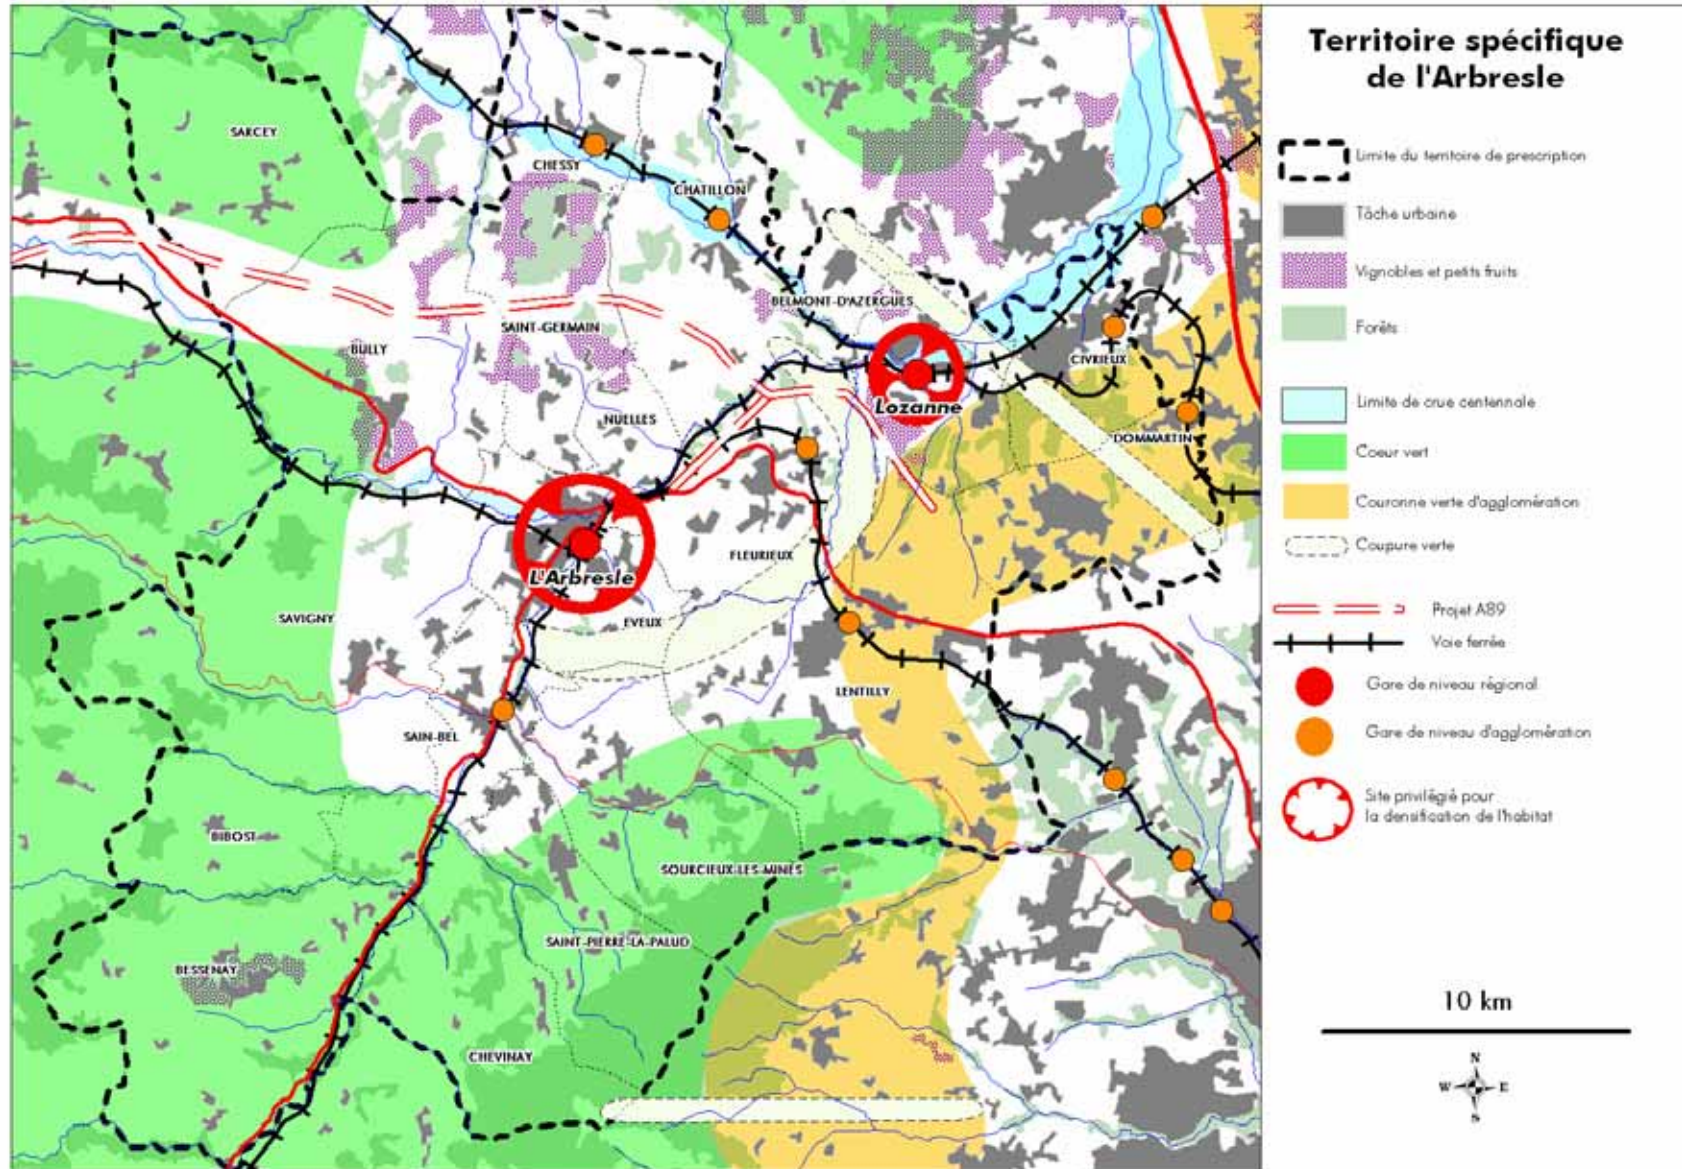 Territoire spécifique
de l'Arbresle
Limite du territoire de prescription
Tâche urbaine
Vignobles et petits fruits
Forêts
Limite de crue centennale
Coeur vert
Couronne verte d'agglomération
Coupure verte
Projet A89
Voie ferrée
Gare de niveau régional
Gare de niveau d'agglomération
Site privilégié pour
la densification de l'habitat
10 km
N
W
E
S
SARCEY
CHESSY
CHATILLON
BELMONT-D'AZERGUES
SAINT-GERMAIN
BULLY
CIVRIEUX
Lozanne
NUELLES
DOMMARTIN
FLEURIEUX
L'Arbresle
SAVIGNY
EVEUX
LENTILLY
SAIN-BEL
BIBOST
SOURCIEUX-LES-MINES
SAINT-PIERRE-LA-PALUD
BESSENAY
CHEVINAY